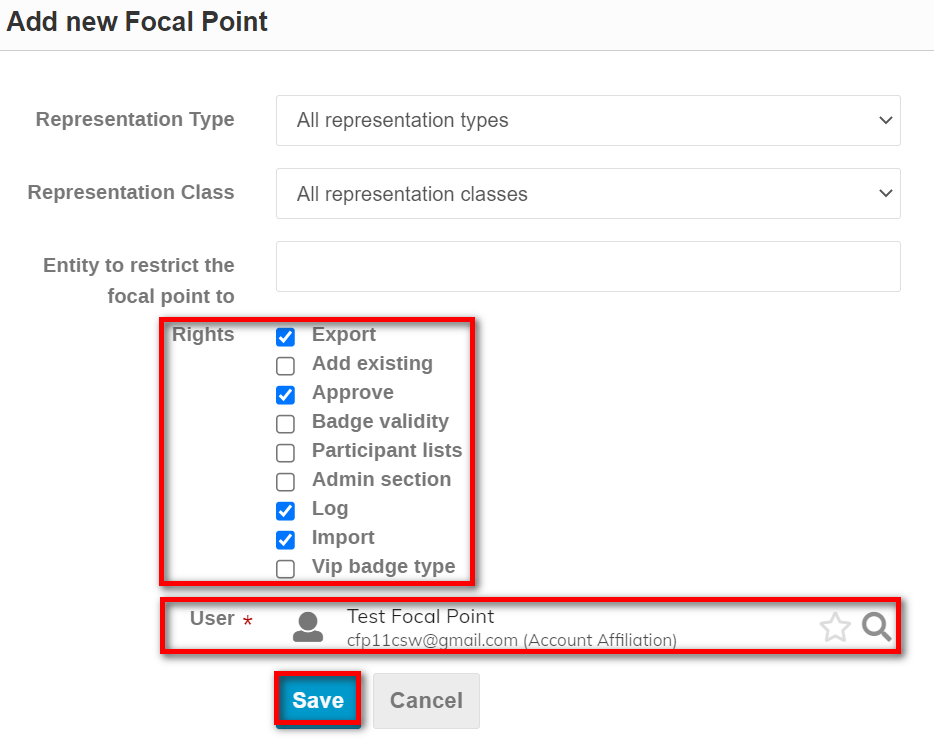 Add new Focal Point
Representation Type
All representation types
Representation Class
All representation classes
Entity to restrict the
focal point to
Rights
Export
Add existing
Approve
Badge validity
Participant lists
Admin section
Log
Import
Vip badge type
User *
Test Focal Point
cfp11csw@gmail.com (Account Affiliation)
Save
Cancel